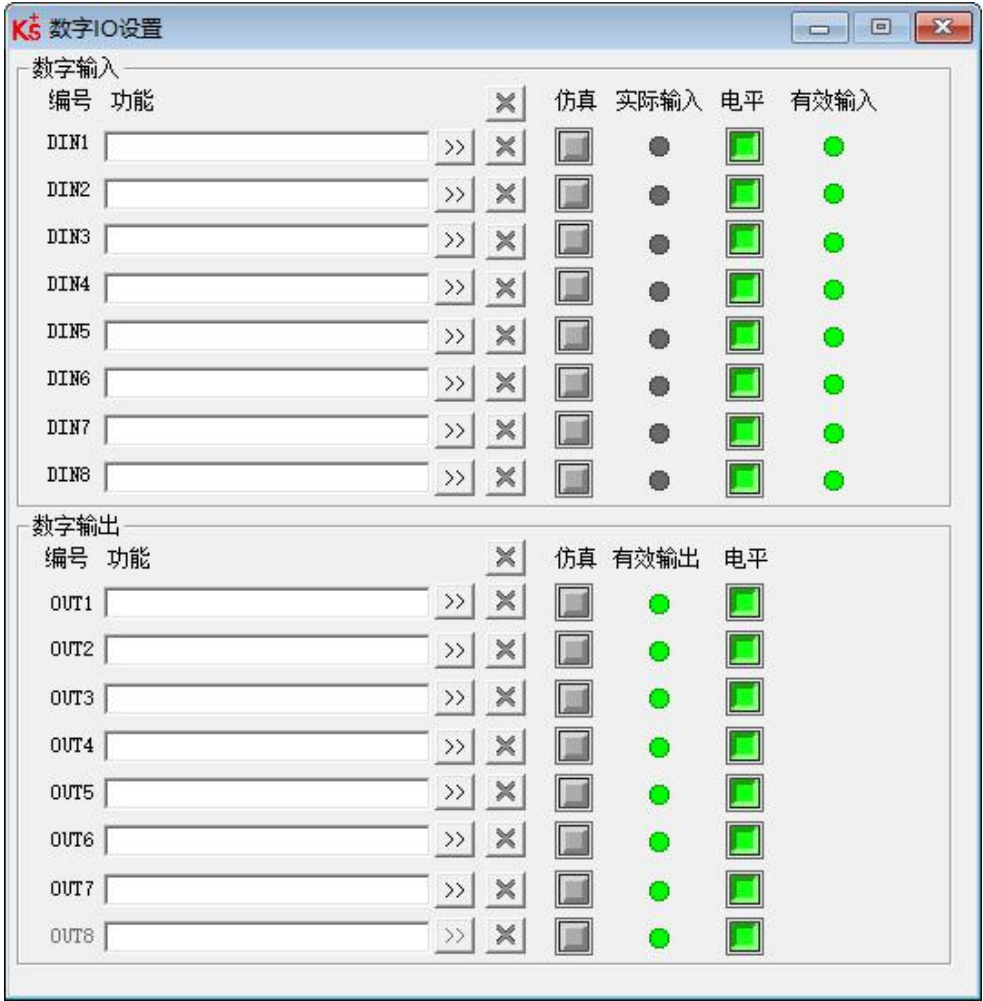 Ks+ 数字IO设置
数字输入
编号 功能 仿真 实际输入 电平 有效输入
DIN1 >>
DIN2 >>
DIN3 >>
DIN4 >>
DIN5 >>
DIN6 >>
DIN7 >>
DIN8 >>
数字输出
编号 功能 仿真 有效输出 电平
OUT1 >>
OUT2 >>
OUT3 >>
OUT4 >>
OUT5 >>
OUT6 >>
OUT7 >>
OUT8 >>